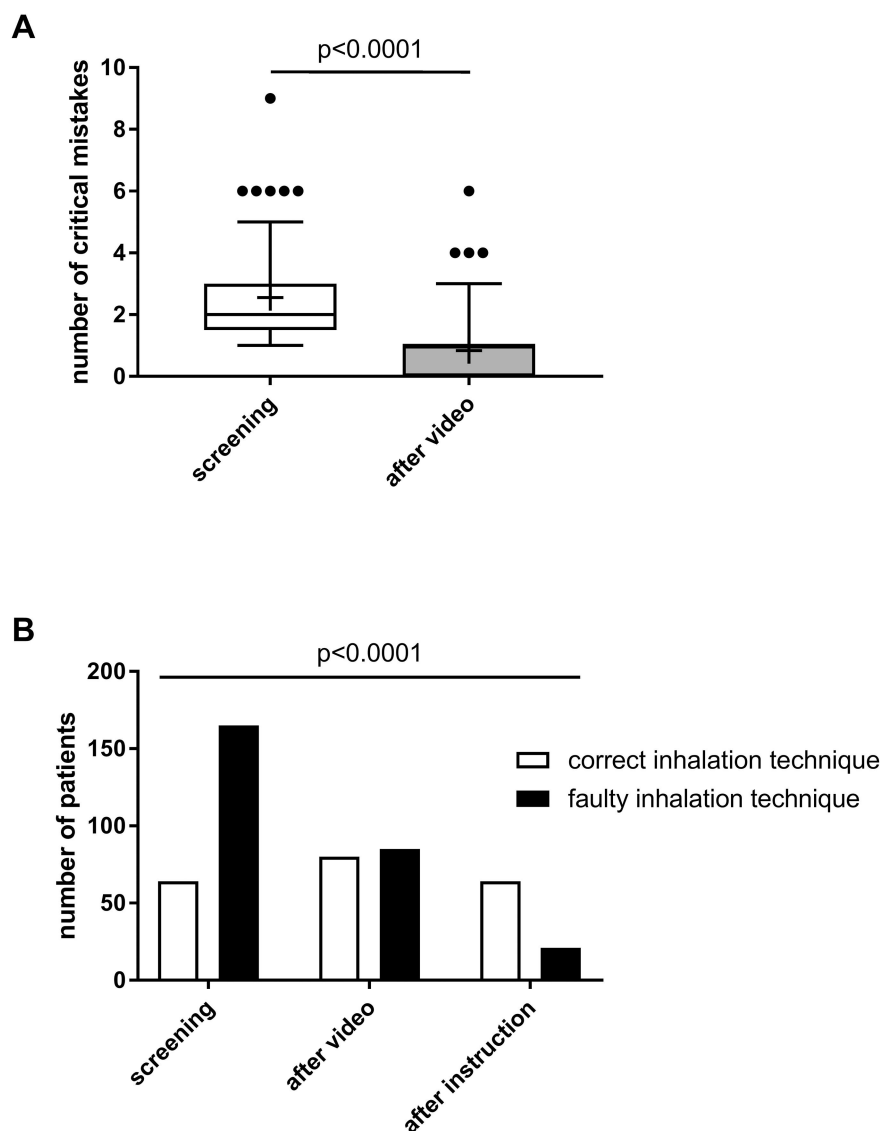 A
p<0.0001
number of critical mistakes
10
8
6
4
2
0
screening
after video
B
p<0.0001
number of patients
200
150
100
50
0
correct inhalation technique
faulty inhalation technique
screening
after video
after instruction